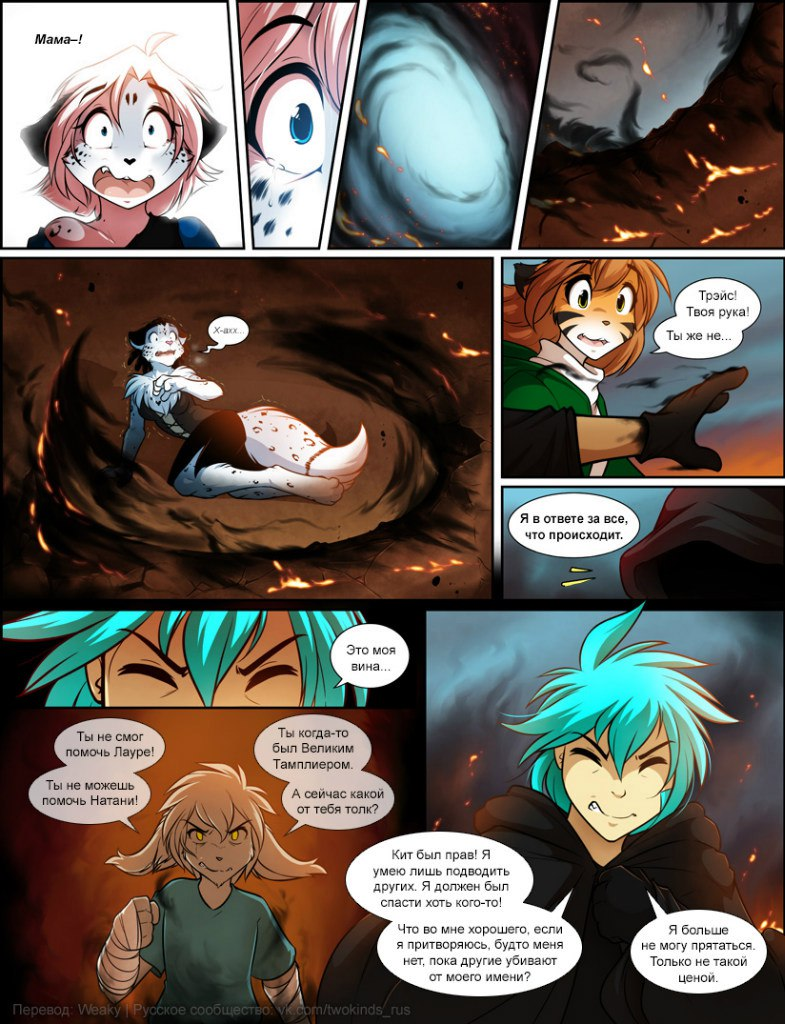 Мама–!
Х-ахх...
Трэйс!
Твоя рука!
Ты же не...
Я в ответе за все,
что происходит.
Это моя
вина...
Ты не смог
помочь Лауре!
Ты не можешь
помочь Натани!
Ты когда-то
был Великим
Тамплиером.
А сейчас какой
от тебя толк?
Кит был прав! Я
умею лишь подводить
других. Я должен был
спасти хоть кого-то!
Что во мне хорошего, если
я притворяюсь, будто меня
нет, пока другие убивают
от моего имени?
Я больше
не могу прятаться.
Только не такой
ценой.
Перевод: Weaky | Русское сообщество: vk.com/twokinds_rus